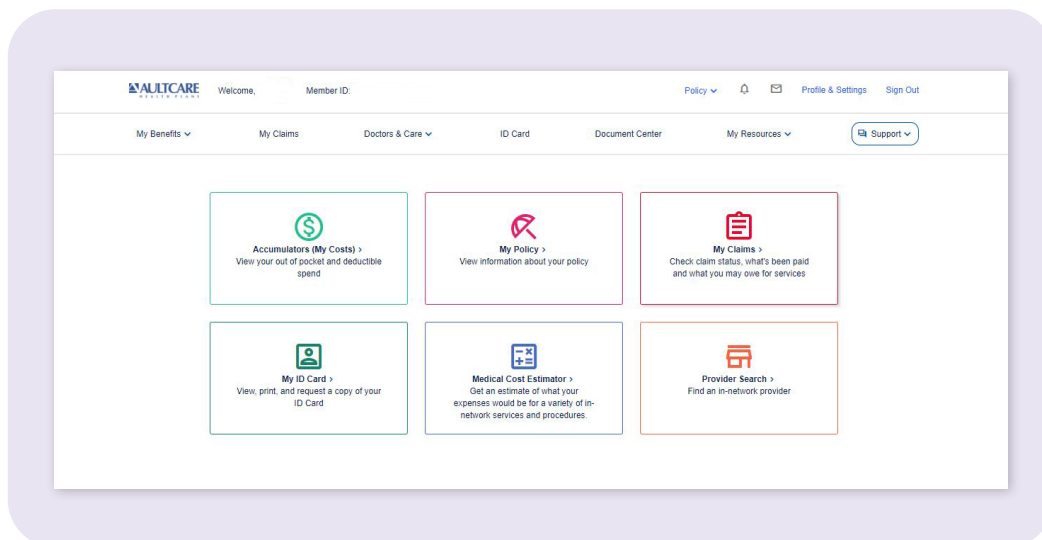 AULTCARE
HEALTH PLANS
Welcome,
Member ID:
Policy
Profile & Settings
Sign Out
My Benefits
My Claims
Doctors & Care
ID Card
Document Center
My Resources
Support
Accumulators (My Costs) >
View your out of pocket and deductible
spend
My Policy >
View information about your policy
My Claims >
Check claim status, what's been paid
and what you may owe for services
My ID Card >
View, print, and request a copy of your
ID Card
Medical Cost Estimator >
Get an estimate of what your
expenses would be for a variety of in-
network services and procedures.
Provider Search >
Find an in-network provider